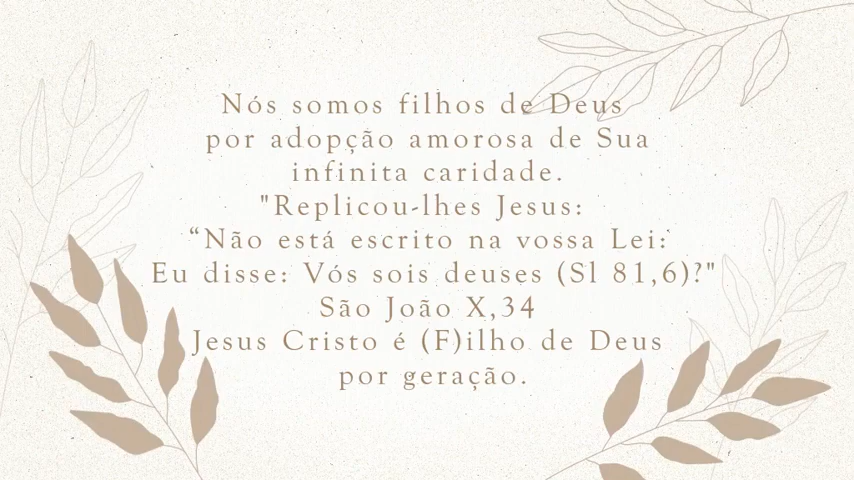 Nós somos filhos de Deus
por adopção amorosa de Sua
infinita caridade.
"Replicou-lhes Jesus:
“Não está escrito na vossa Lei:
Eu disse: Vós sois deuses (Sl 81,6)?"
São João X,34
Jesus Cristo é (F)ilho de Deus
por geração.